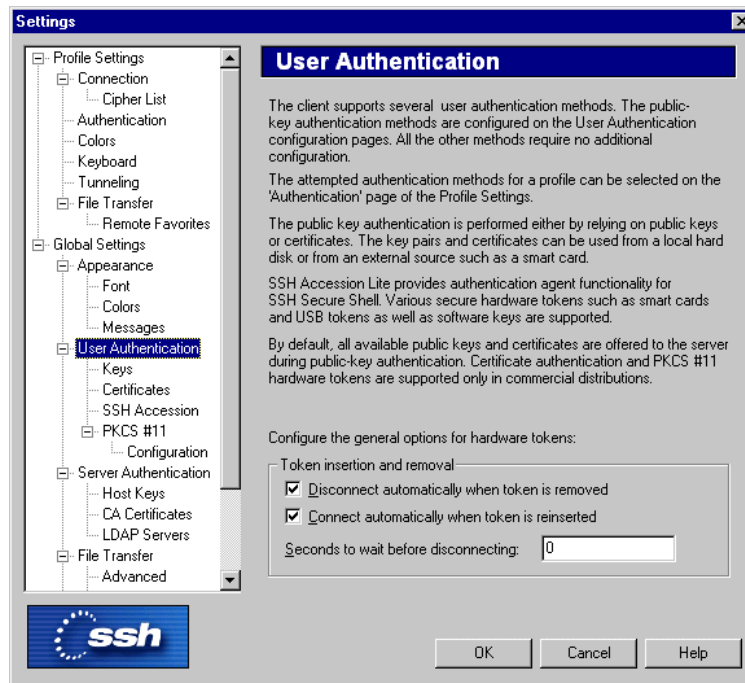 Settings
Profile Settings
Connection
Cipher List
Authentication
Colors
Keyboard
Tunneling
File Transfer
Remote Favorites
Global Settings
Appearance
Font
Colors
Messages
User Authentication
Keys
Certificates
SSH Accession
PKCS #11
Configuration
Server Authentication
Host Keys
CA Certificates
LDAP Servers
File Transfer
Advanced
ssh
User Authentication
The client supports several user authentication methods. The public-
key authentication methods are configured on the User Authentication
configuration pages. All the other methods require no additional
configuration.
The attempted authentication methods for a profile can be selected on the
'Authentication' page of the Profile Settings.
The public key authentication is performed either by relying on public keys
or certificates. The key pairs and certificates can be used from a local hard
disk or from an external source such as a smart card.
SSH Accession Lite provides authentication agent functionality for
SSH Secure Shell. Various secure hardware tokens such as smart cards
and USB tokens as well as software keys are supported.
By default, all available public keys and certificates are offered to the server
during public-key authentication. Certificate authentication and PKCS #11
hardware tokens are supported only in commercial distributions.
Configure the general options for hardware tokens:
Token insertion and removal
Disconnect automatically when token is removed
Connect automatically when token is reinserted
Seconds to wait before disconnecting: 0
OK Cancel Help